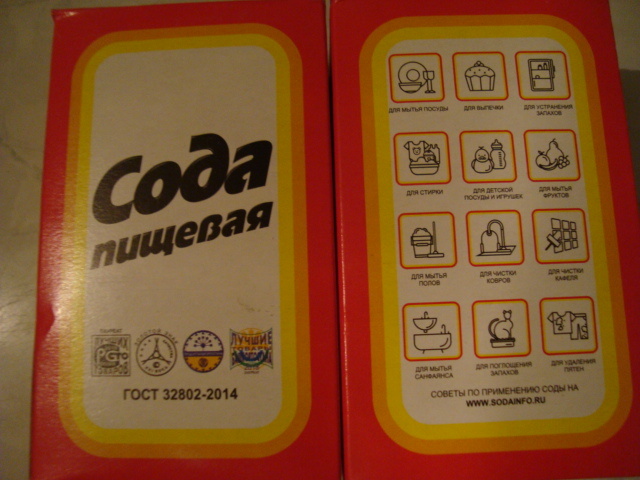 Сода
пищевая
ЛУЧШИЕ
ГОСТ 32802-2014
ДЛЯ МЫТЬЯ ПОСУДЫ
ДЛЯ ВЫПЕЧКИ
ДЛЯ УСТРАНЕНИЯ
ЗАПАХОВ
ДЛЯ СТИРКИ
ДЛЯ ДЕТСКОЙ
ПОСУДЫ И ИГРУШЕК
ДЛЯ МЫТЬЯ
ФРУКТОВ
ДЛЯ МЫТЬЯ
ПОЛОВ
ДЛЯ ЧИСТКИ
КОВРОВ
ДЛЯ ЧИСТКИ
КАФЕЛЯ
ДЛЯ МЫТЬЯ
САНФАЯНСА
ДЛЯ ПОГЛОЩЕНИЯ
ЗАПАХОВ
ДЛЯ УДАЛЕНИЯ
ПЯТЕН
СОВЕТЫ ПО ПРИМЕНЕНИЮ СОДЫ НА
WWW.SODAINFO.RU